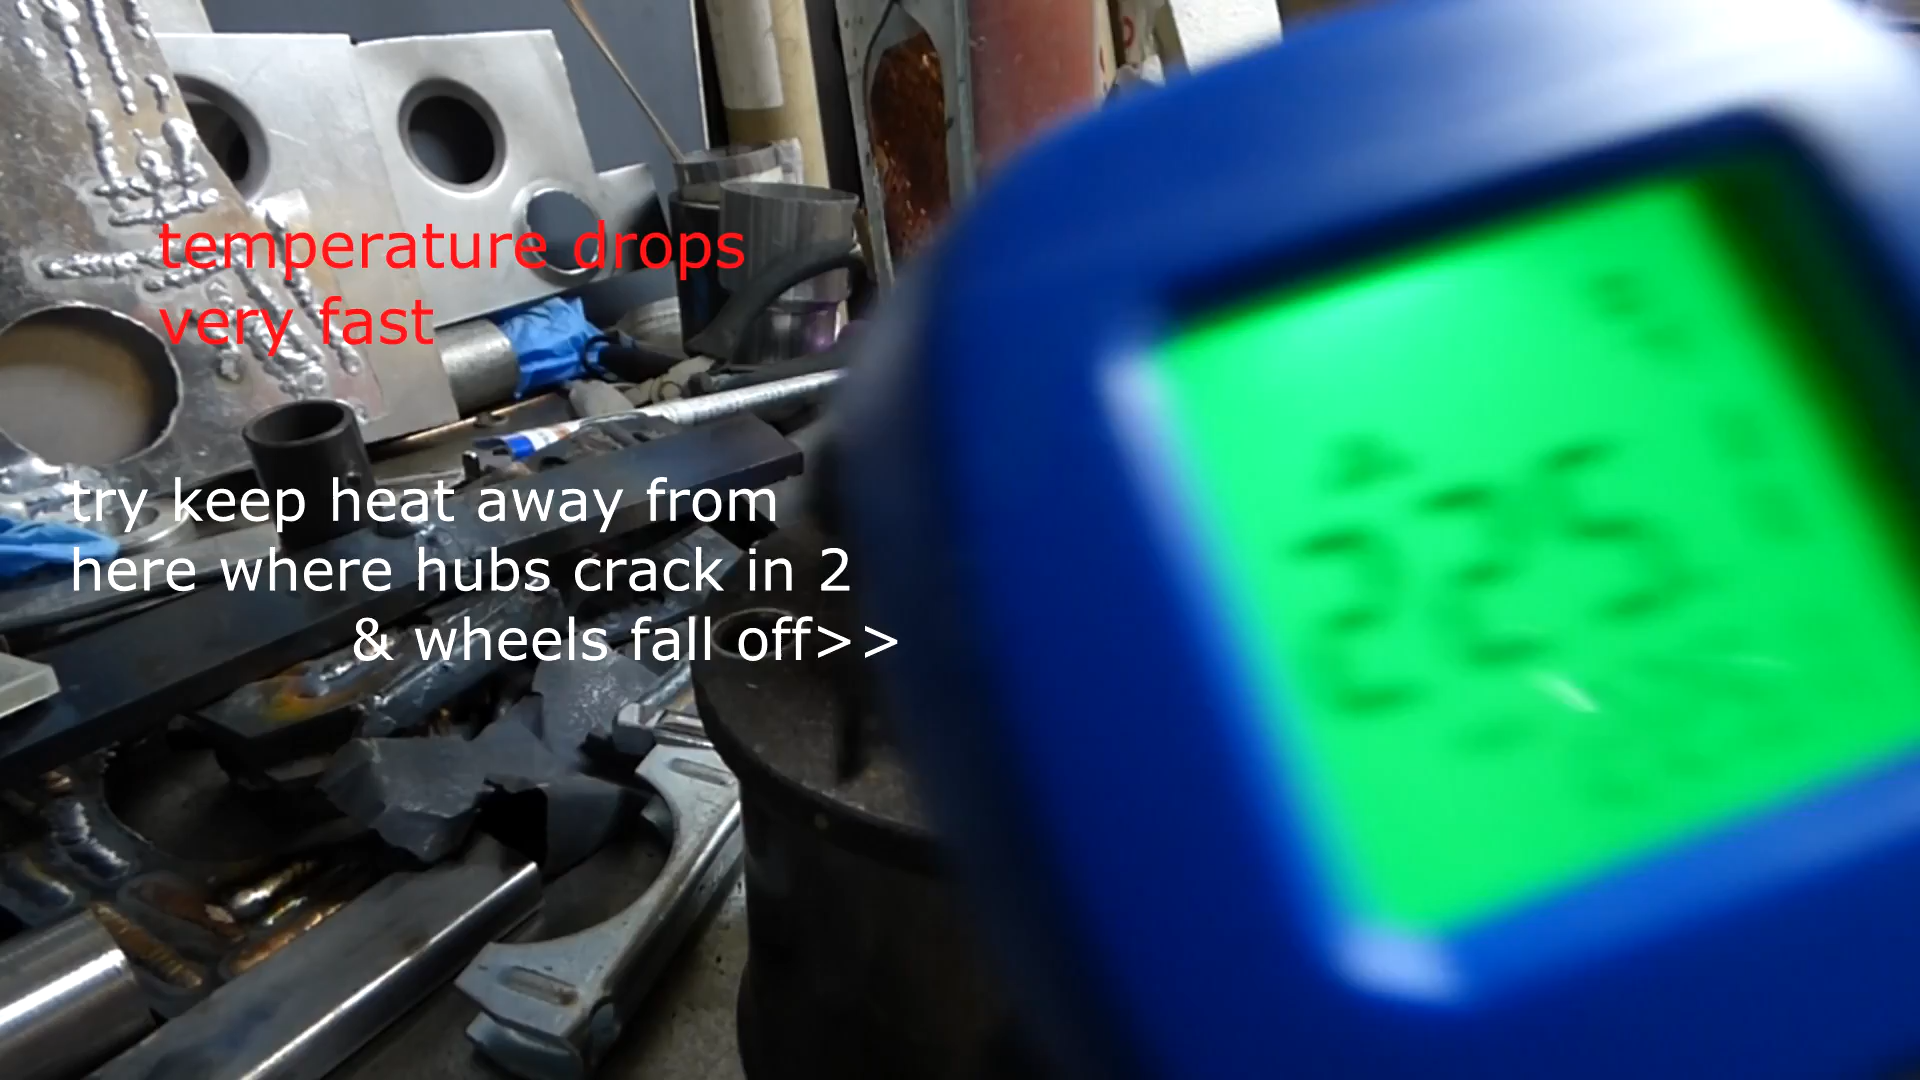 temperature drops
very fast
try keep heat away from
here where hubs crack in 2
& wheels fall off>>